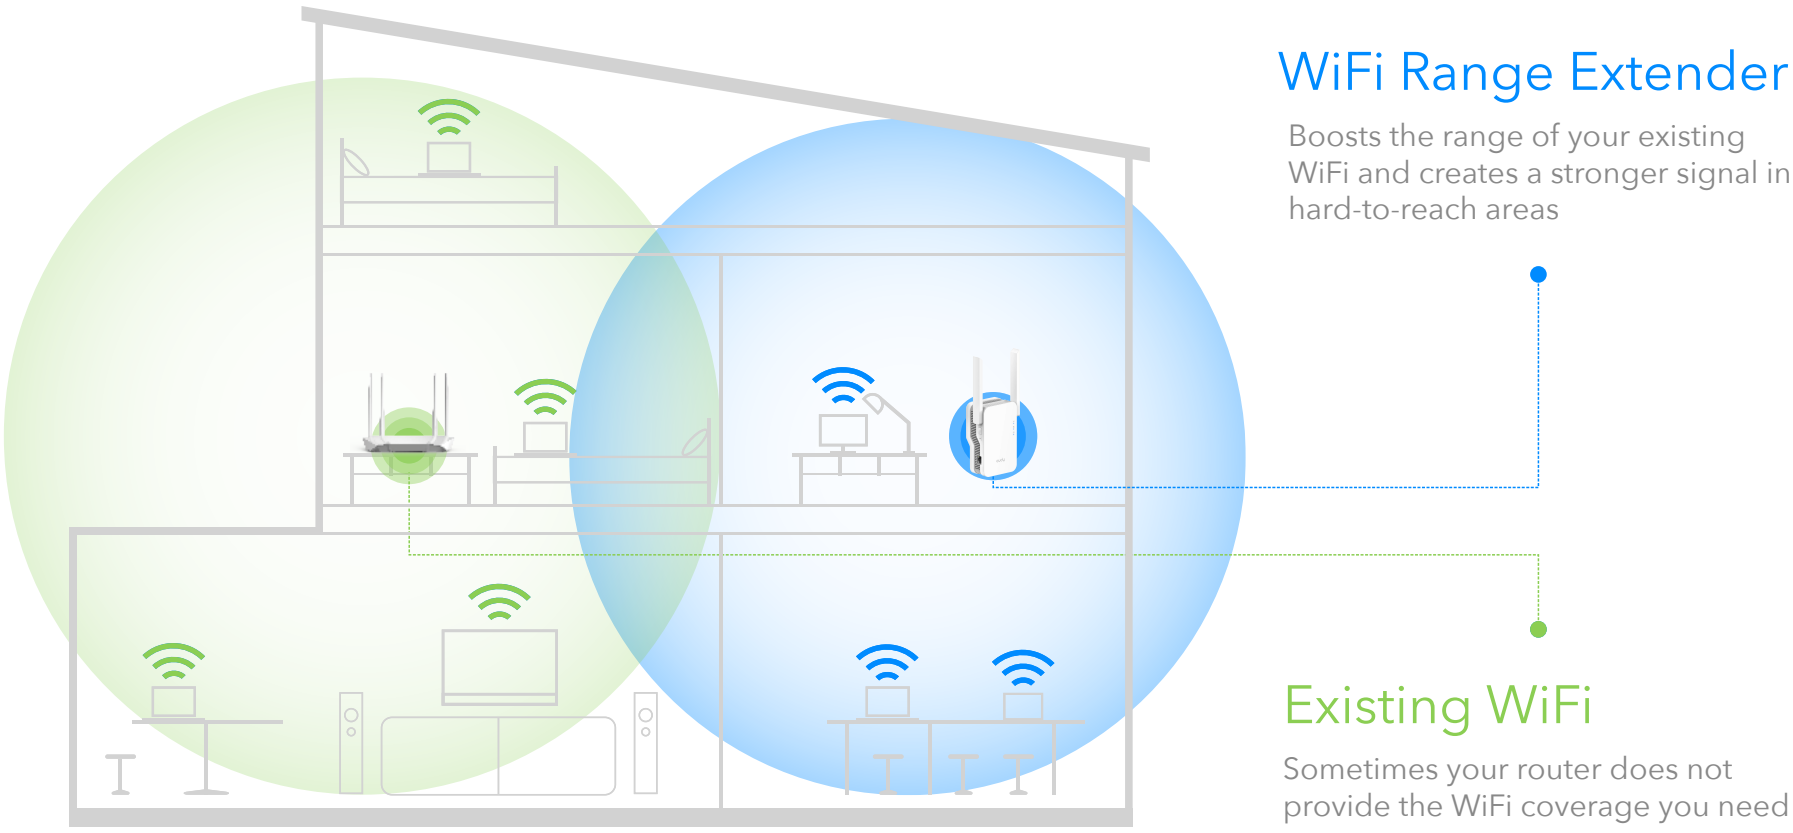 WiFi Range Extender
Boosts the range of your existing
WiFi and creates a stronger signal in
hard-to-reach areas
Existing WiFi
Sometimes your router does not
provide the WiFi coverage you need